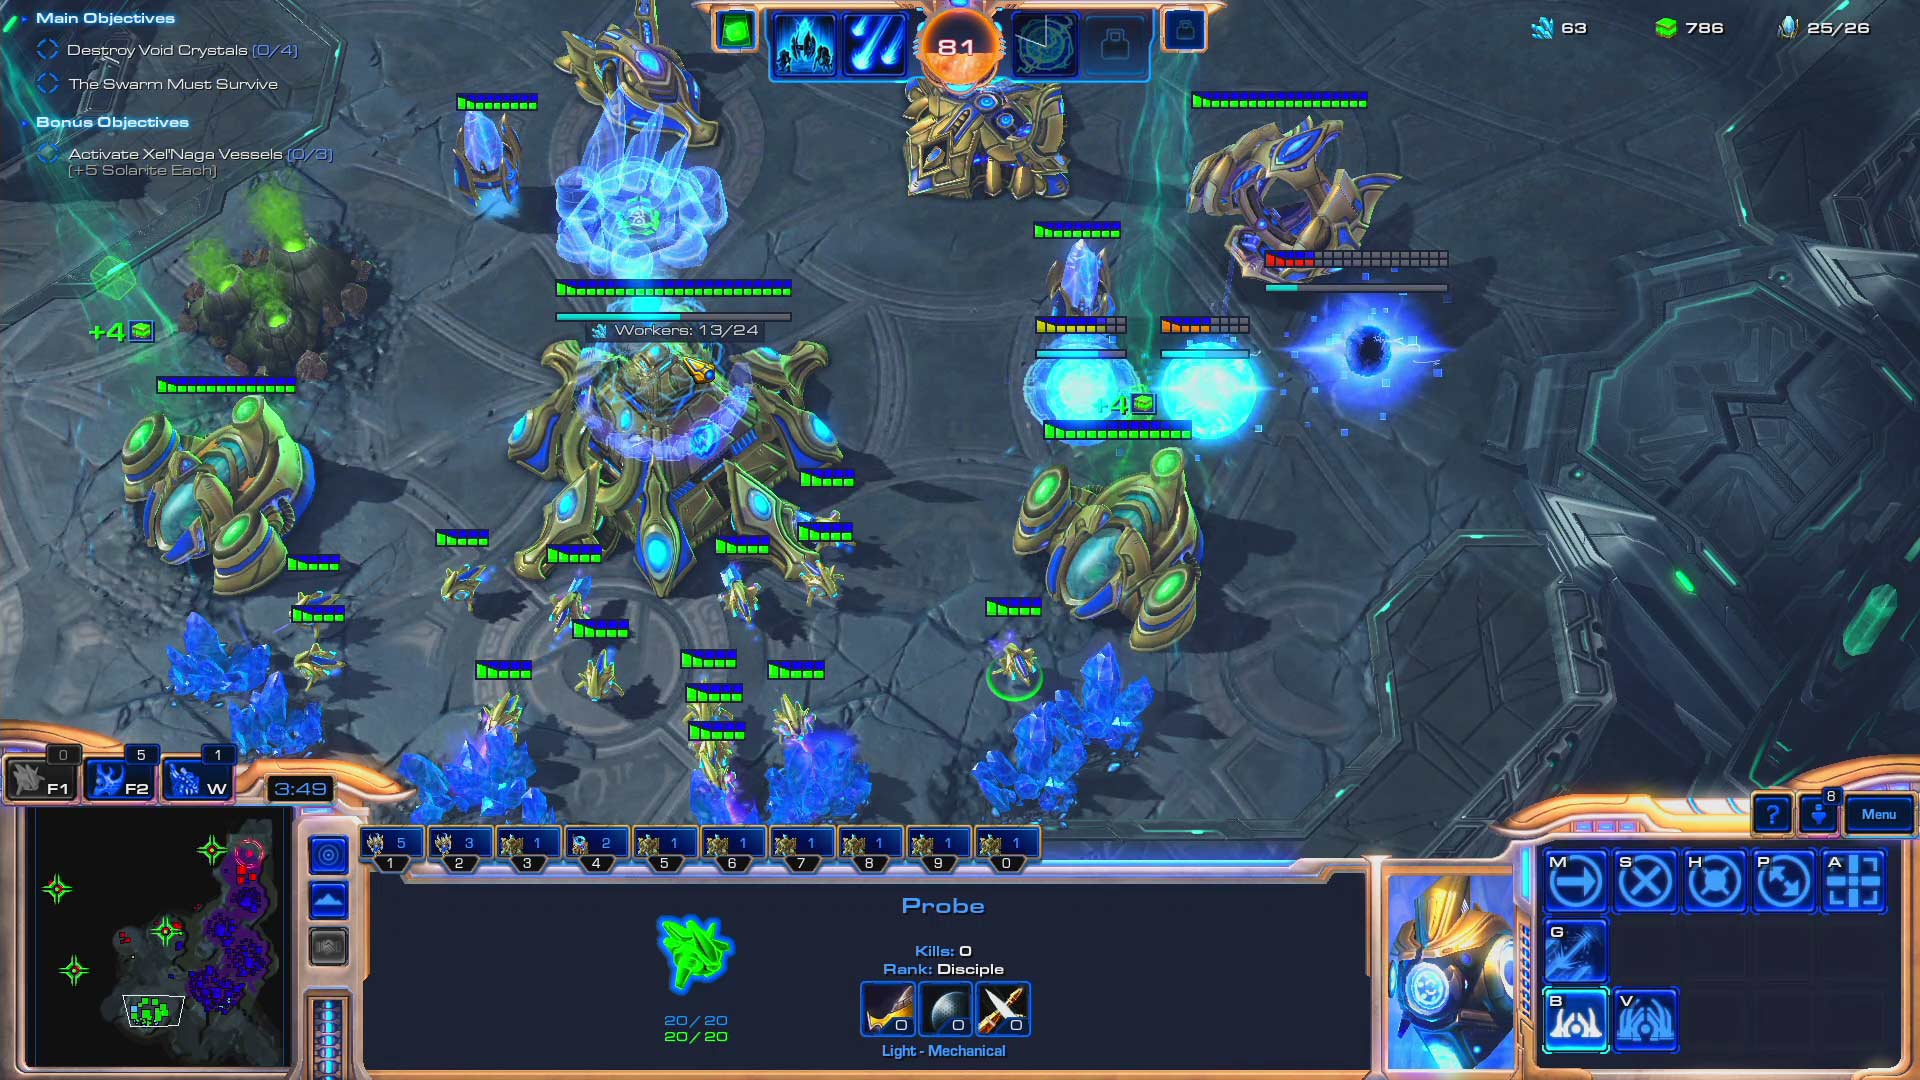 Main Objectives
Destroy Void Crystals (0/4)
The Swarm Must Survive
Bonus Objectives
Activate Xel'Naga Vessels (0/3)
(+5 Solarite Each)
81
63
786
25/26
+4
Workers: 13/24
+4
0
5
1
F1
F2
W
3:49
5
3
1
2
1
1
1
1
1
1
1
2
3
4
5
6
7
8
9
0
Probe
Kills: 0
Rank: Disciple
0
0
0
20/20
20/20
Light - Mechanical
?
8
Menu
M
S
H
P
A
G
B
V